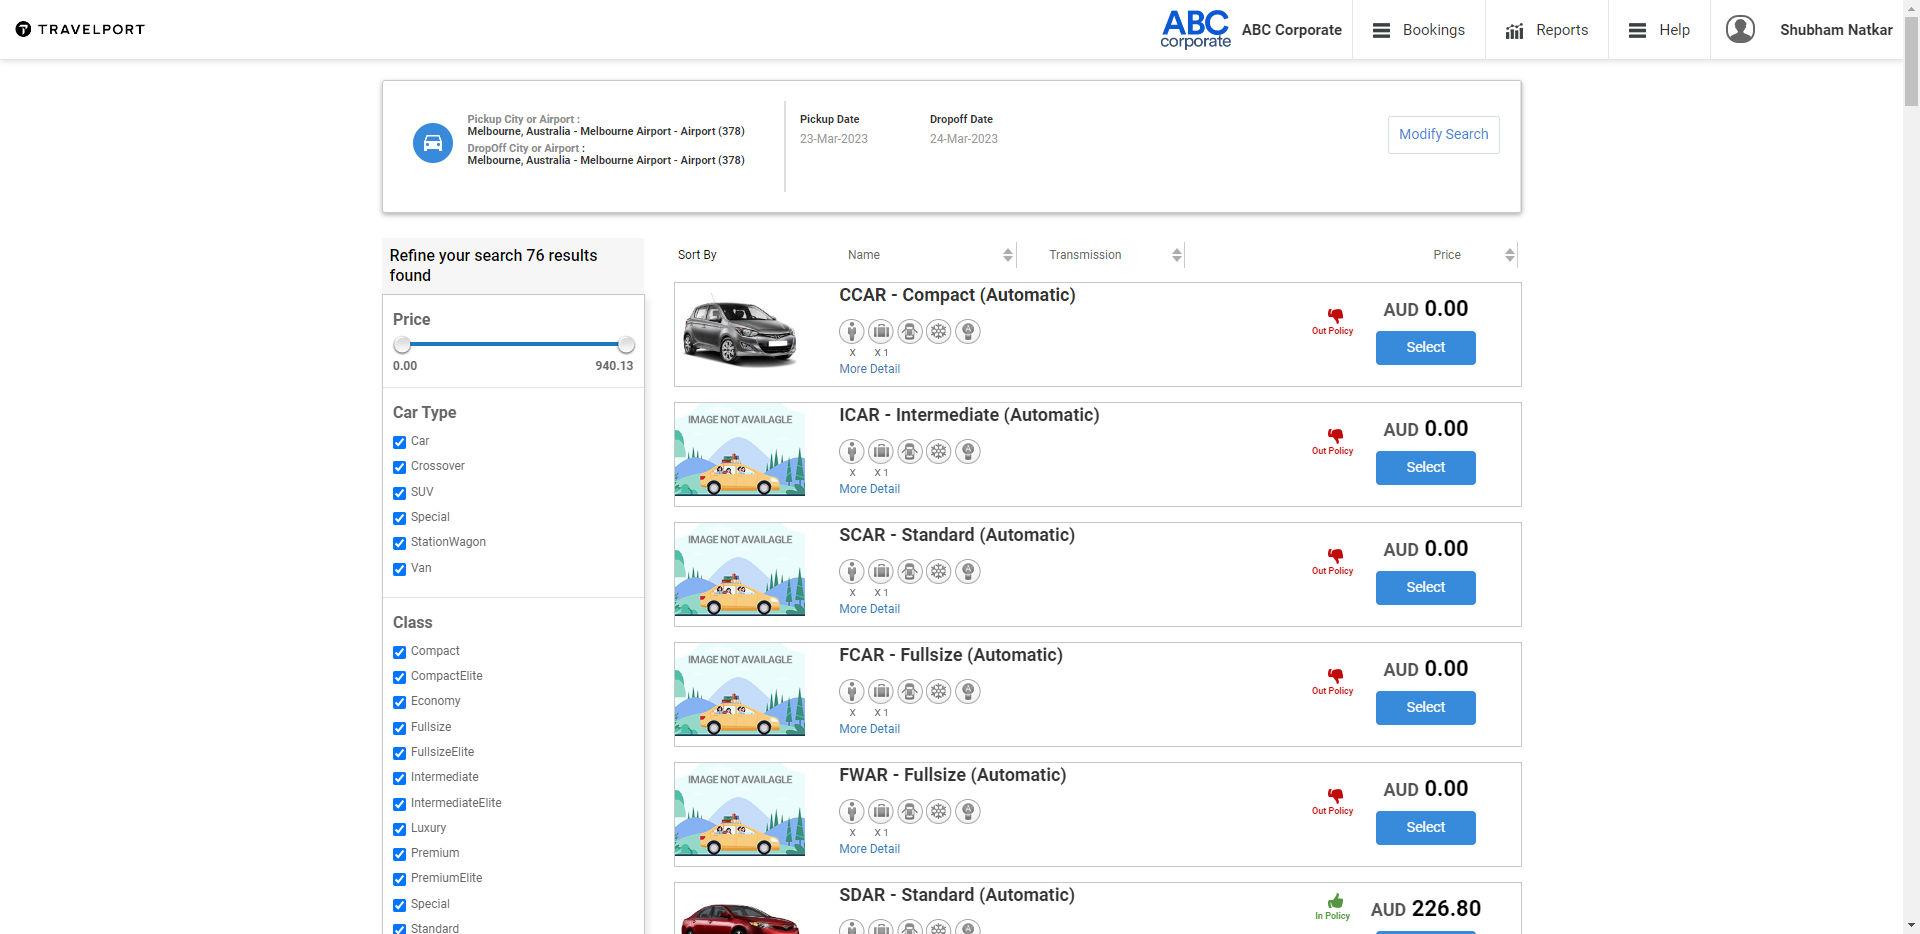 TRAVELPORT
ABC
corporate
ABC Corporate
Bookings
Reports
Help
Shubham Natkar
Pickup City or Airport :
Melbourne, Australia - Melbourne Airport - Airport (378)
DropOff City or Airport :
Melbourne, Australia - Melbourne Airport - Airport (378)
Pickup Date
23-Mar-2023
Dropoff Date
24-Mar-2023
Modify Search
Refine your search 76 results
found
Price
0.00 940.13
Car Type
Car
Crossover
SUV
Special
StationWagon
Van
Class
Compact
CompactElite
Economy
Fullsize
FullsizeElite
Intermediate
IntermediateElite
Luxury
Premium
PremiumElite
Special
Standard
Sort By Name Transmission Price
CCAR - Compact (Automatic)
X X 1
More Detail
Out Policy
AUD 0.00
Select
IMAGE NOT AVAILAGLE
ICAR - Intermediate (Automatic)
X X 1
More Detail
Out Policy
AUD 0.00
Select
IMAGE NOT AVAILAGLE
SCAR - Standard (Automatic)
X X 1
More Detail
Out Policy
AUD 0.00
Select
IMAGE NOT AVAILAGLE
FCAR - Fullsize (Automatic)
X X 1
More Detail
Out Policy
AUD 0.00
Select
IMAGE NOT AVAILAGLE
FWAR - Fullsize (Automatic)
X X 1
More Detail
Out Policy
AUD 0.00
Select
SDAR - Standard (Automatic)
In Policy
AUD 226.80